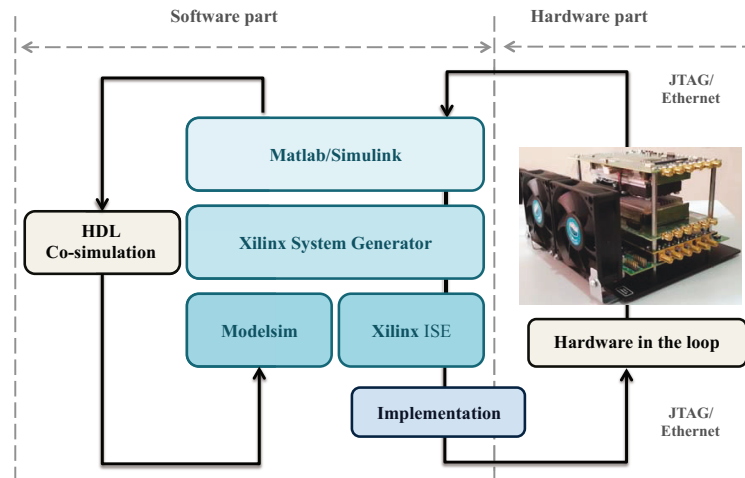 Software part
Hardware part
JTAG/
Ethernet
Matlab/Simulink
HDL
Co-simulation
Xilinx System Generator
Modelsim
Xilinx ISE
Hardware in the loop
Implementation
JTAG/
Ethernet